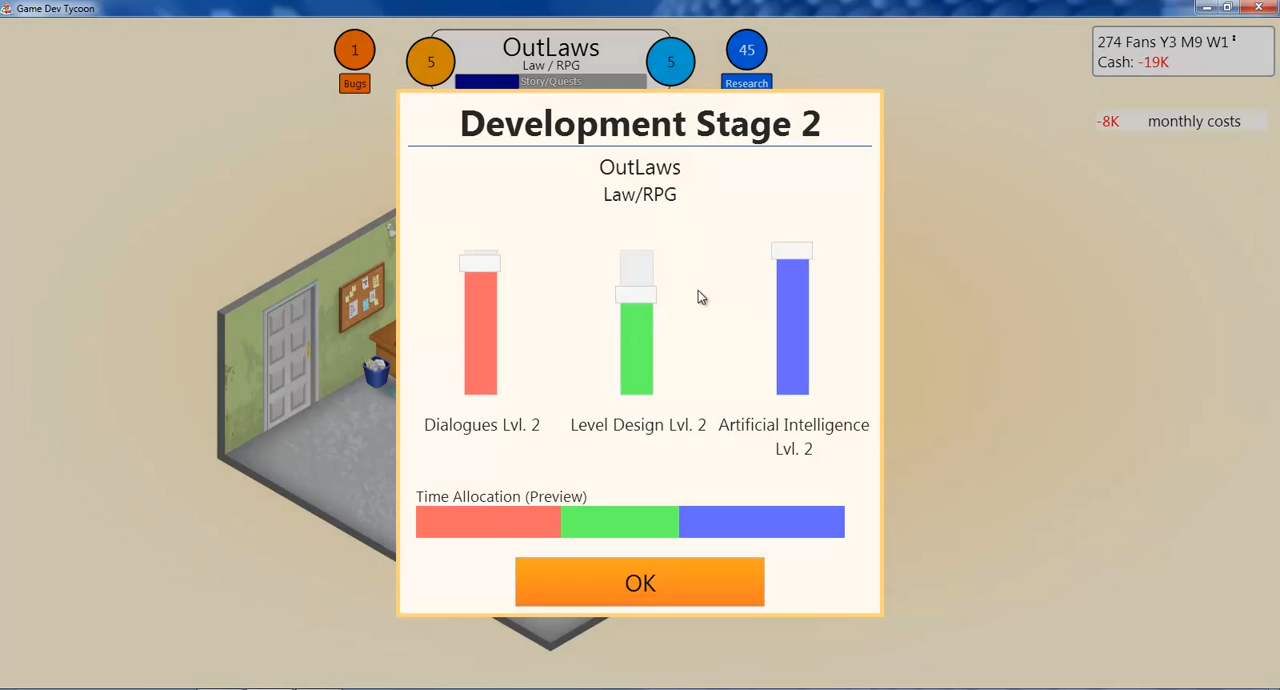 Game Dev Tycoon
1
Bugs
5
OutLaws
Law / RPG
Story/Quests
5
45
Research
274 Fans Y3 M9 W1
Cash: -19K
-8K monthly costs
Development Stage 2
OutLaws
Law/RPG
Dialogues Lvl. 2
Level Design Lvl. 2
Artificial Intelligence
Lvl. 2
Time Allocation (Preview)
OK